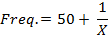 Freq. = 50 + 1/X